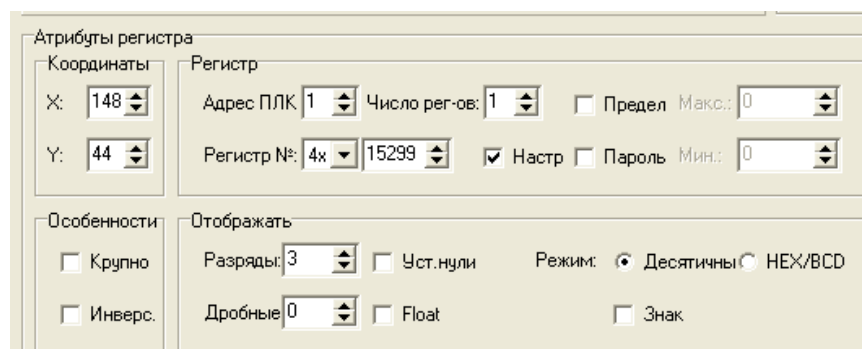 Атрибуты регистра
Координаты
X: 148
Y: 44
Регистр
Адрес ПЛК 1 Число рег-ов: 1 Предел Макс.: 0
Регистр №: 4x 15299 Настр Пароль Мин.: 0
Особенности
Крупно
Инверс.
Отображать
Разряды: 3 Уст.нули Режим: Десятичны HEX/BCD
Дробные 0 Float Знак